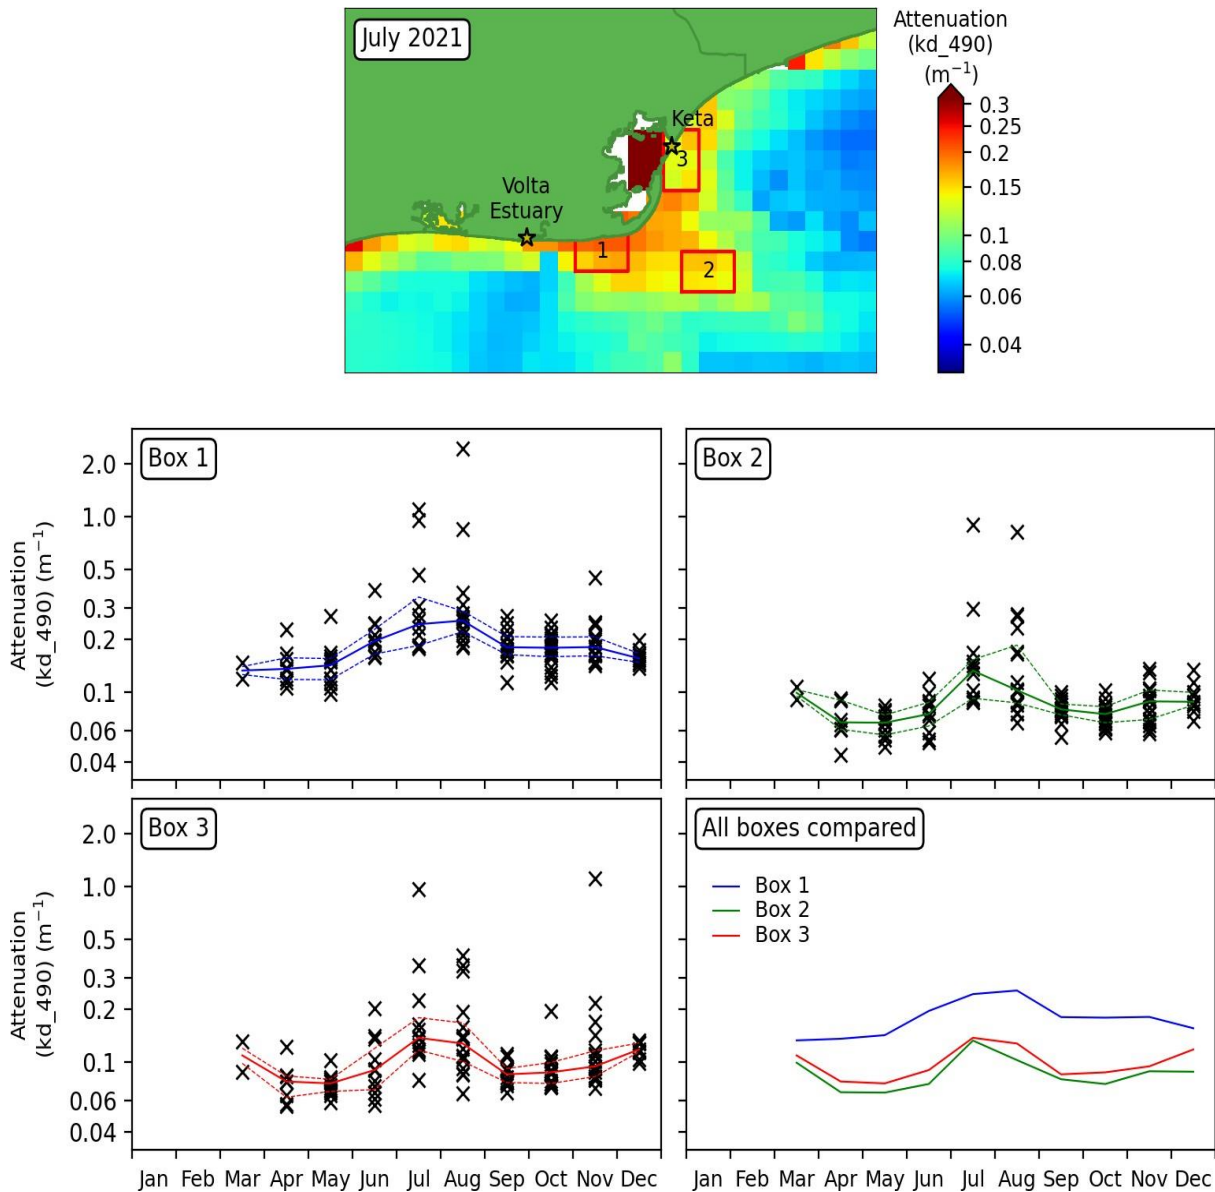 July 2021
Attenuation
(kd_490)
(m⁻¹)
Keta
3
Volta
Estuary
1
2
0.3
0.25
0.2
0.15
0.1
0.08
0.06
0.04
Box 1
Attenuation
(kd_490) (m⁻¹)
2.0
1.0
0.5
0.3
0.2
0.1
0.06
0.04
Box 2
Box 3
Attenuation
(kd_490) (m⁻¹)
2.0
1.0
0.5
0.3
0.2
0.1
0.06
0.04
Jan Feb Mar Apr May Jun Jul Aug Sep Oct Nov Dec
All boxes compared
Box 1
Box 2
Box 3
Jan Feb Mar Apr May Jun Jul Aug Sep Oct Nov Dec